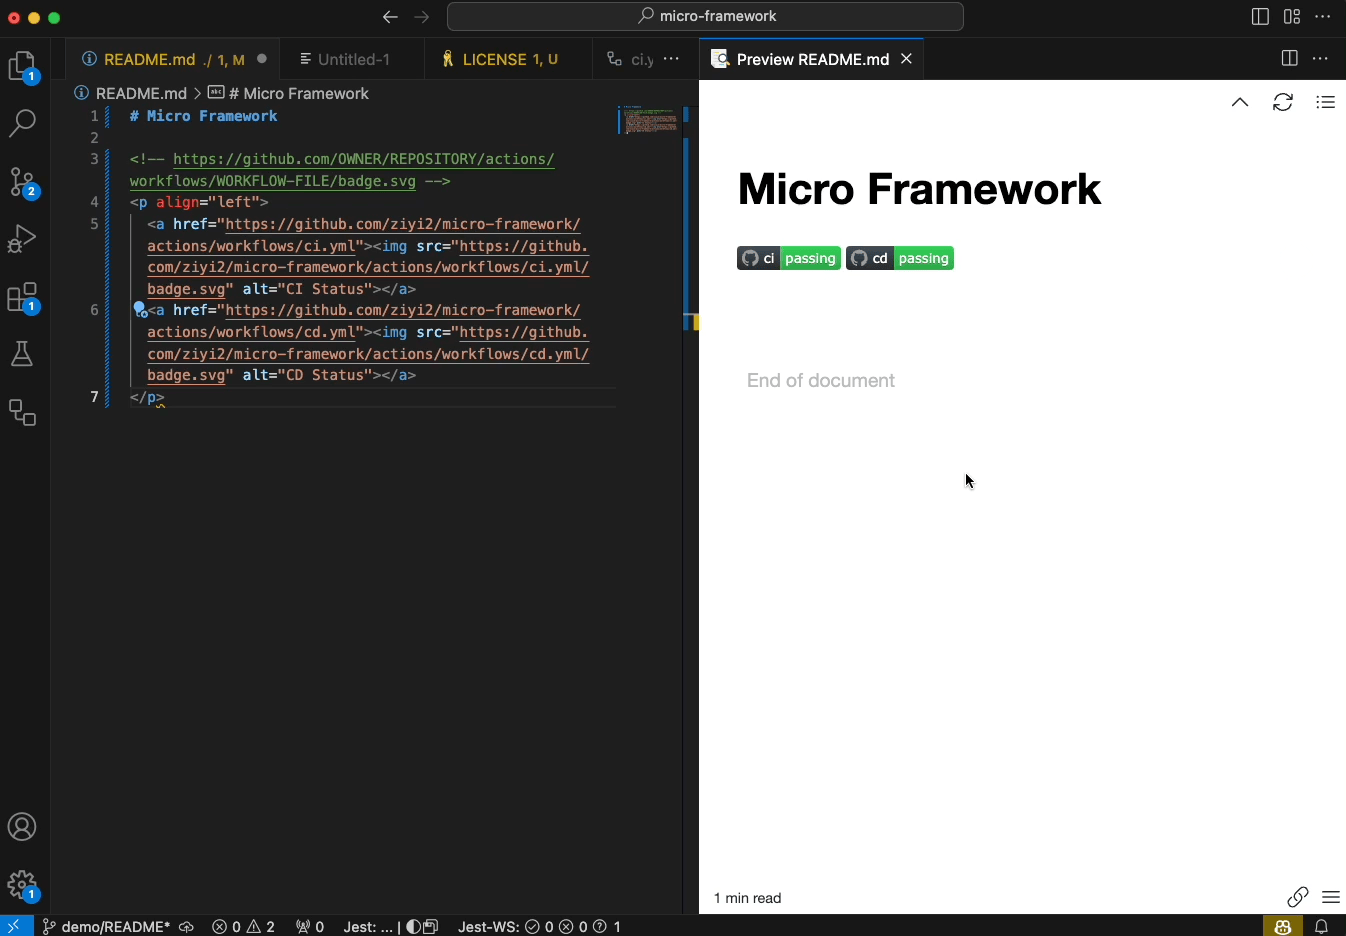 micro-framework
README.md ./ 1, M
Untitled-1
LICENSE 1, U
ci.y
Preview README.md
README.md > # Micro Framework
1 # Micro Framework
2
3 <!-- https://github.com/OWNER/REPOSITORY/actions/
workflows/WORKFLOW-FILE/badge.svg -->
4 <p align="left">
5 <a href="https://github.com/ziyi2/micro-framework/
actions/workflows/ci.yml"><img src="https://github.
com/ziyi2/micro-framework/actions/workflows/ci.yml/
badge.svg" alt="CI Status"></a>
6 <a href="https://github.com/ziyi2/micro-framework/
actions/workflows/cd.yml"><img src="https://github.
com/ziyi2/micro-framework/actions/workflows/cd.yml/
badge.svg" alt="CD Status"></a>
7 </p>
1
2
1
1
Micro Framework
ci passing cd passing
End of document
1 min read
demo/README* 0 2 0 Jest: ... | Jest-WS: 0 0 1